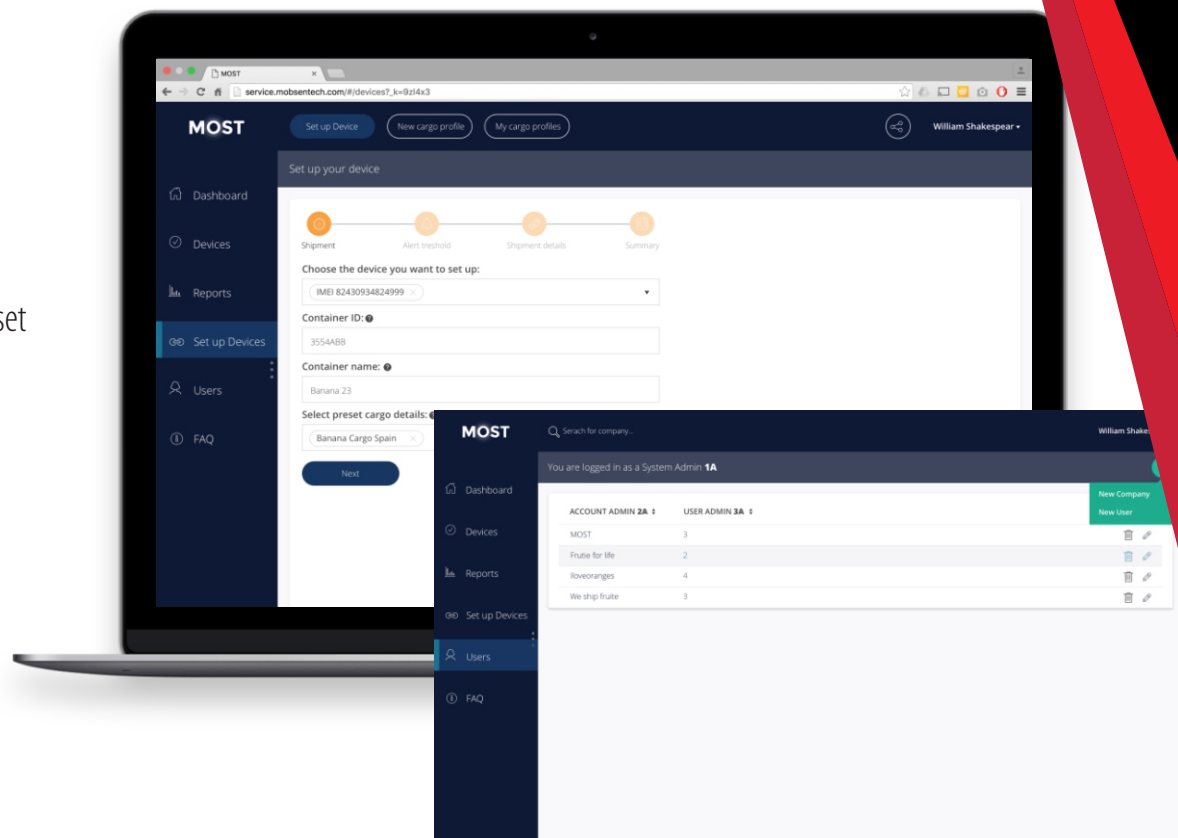 set
MOST
service.mobsentech.com/#/devices?_k=9zl4x3
MOST
Set up Device
New cargo profile
My cargo profiles
William Shakespear
Set up your device
Dashboard
Devices
Reports
Set up Devices
Users
FAQ
Shipment
Alert treshold
Shipment details
Summary
Choose the device you want to set up:
IMEI 82430934824999 ×
Container ID:
3554ABB
Container name:
Banana 23
Select preset cargo details:
Banana Cargo Spain ×
Next
MOST
Serach for company...
William Shake
You are logged in as a System Admin 1A
New Company
New User
Dashboard
Devices
Reports
Set up Devices
Users
FAQ
ACCOUNT ADMIN 2A USER ADMIN 3A
MOST 3
Frutie for life 2
Iloveoranges 4
We ship fruite 3